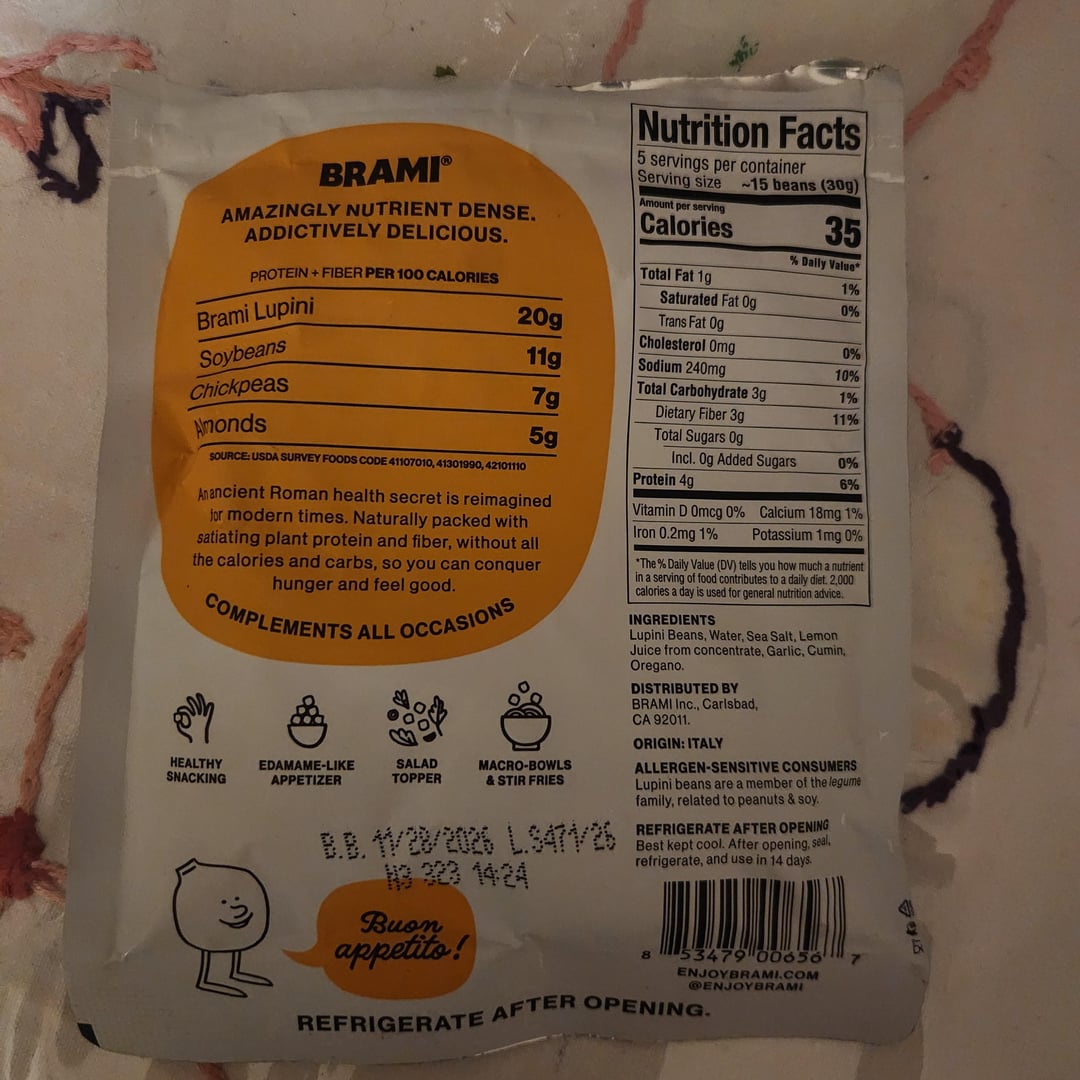 BRAMI®
AMAZINGLY NUTRIENT DENSE.
ADDICTIVELY DELICIOUS.
PROTEIN + FIBER PER 100 CALORIES
Brami Lupini 20g
Soybeans 11g
Chickpeas 7g
Almonds 5g
SOURCE: USDA SURVEY FOODS CODE 41107010, 41301990, 42101110
An ancient Roman health secret is reimagined
for modern times. Naturally packed with
satiating plant protein and fiber, without all
the calories and carbs, so you can conquer
hunger and feel good.
COMPLEMENTS ALL OCCASIONS
HEALTHY
SNACKING
EDAMAME-LIKE
APPETIZER
SALAD
TOPPER
MACRO-BOWLS
& STIR FRIES
B.B. 11/28/2026 L.S471/26
H3 323 14:24
Buon
appetito!
REFRIGERATE AFTER OPENING.
Nutrition Facts
5 servings per container
Serving size ~15 beans (30g)
Amount per serving
Calories 35
% Daily Value*
Total Fat 1g 1%
Saturated Fat 0g 0%
Trans Fat 0g
Cholesterol 0mg 0%
Sodium 240mg 10%
Total Carbohydrate 3g 1%
Dietary Fiber 3g 11%
Total Sugars 0g
Incl. 0g Added Sugars 0%
Protein 4g 6%
Vitamin D 0mcg 0% Calcium 18mg 1%
Iron 0.2mg 1% Potassium 1mg 0%
*The % Daily Value (DV) tells you how much a nutrient
in a serving of food contributes to a daily diet. 2,000
calories a day is used for general nutrition advice.
INGREDIENTS
Lupini Beans, Water, Sea Salt, Lemon
Juice from concentrate, Garlic, Cumin,
Oregano.
DISTRIBUTED BY
BRAMI Inc., Carlsbad,
CA 92011.
ORIGIN: ITALY
ALLERGEN-SENSITIVE CONSUMERS
Lupini beans are a member of the legume
family, related to peanuts & soy.
REFRIGERATE AFTER OPENING
Best kept cool. After opening, seal,
refrigerate, and use in 14 days.
8 53479 00656 7
ENJOYBRAMI.COM
@ENJOYBRAMI